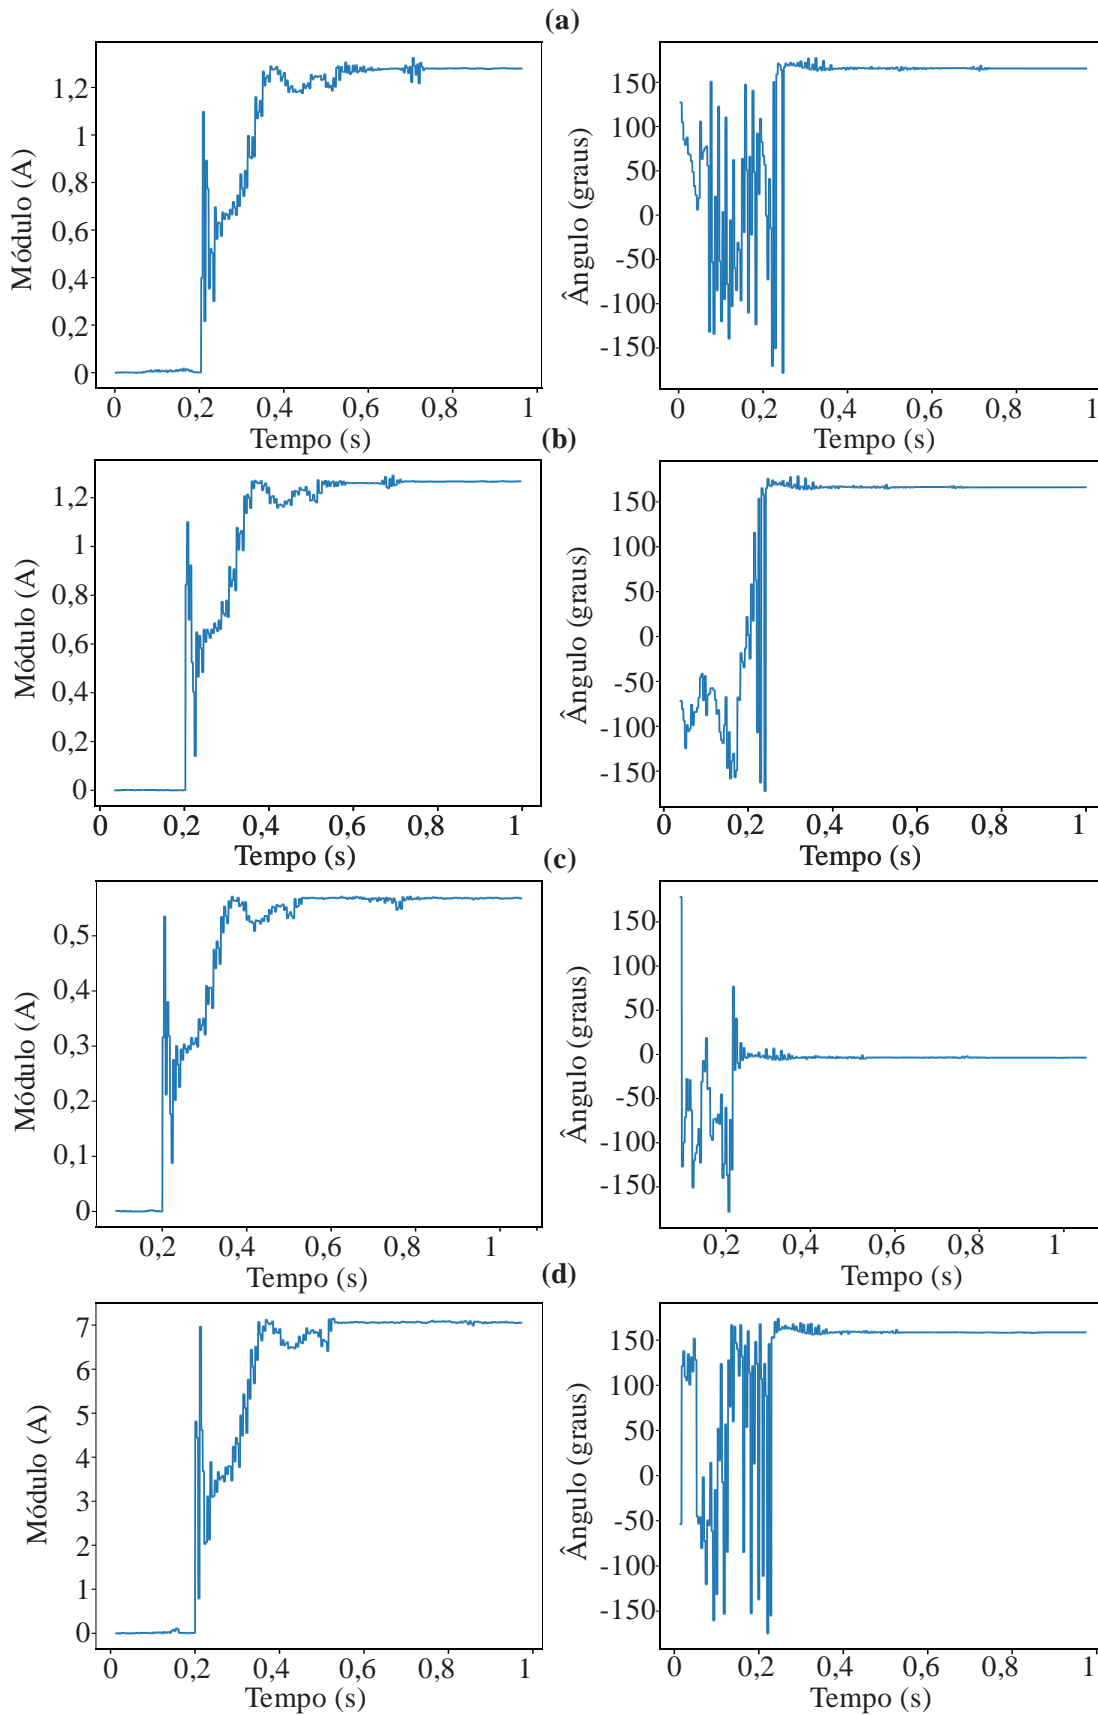 (a)
Módulo (A)
1,2
1
0,8
0,6
0,4
0,2
0
0 0,2 0,4 0,6 0,8 1
Tempo (s)
Ângulo (graus)
150
100
50
0
-50
-100
-150
0 0,2 0,4 0,6 0,8 1
Tempo (s)
(b)
Módulo (A)
1,2
1
0,8
0,6
0,4
0,2
0
0 0,2 0,4 0,6 0,8 1
Tempo (s)
Ângulo (graus)
150
100
50
0
-50
-100
-150
0 0,2 0,4 0,6 0,8 1
Tempo (s)
(c)
Módulo (A)
0,5
0,4
0,3
0,2
0,1
0
0,2 0,4 0,6 0,8 1
Tempo (s)
Ângulo (graus)
150
100
50
0
-50
-100
-150
0,2 0,4 0,6 0,8 1
Tempo (s)
(d)
Módulo (A)
7
6
5
4
3
2
1
0
0 0,2 0,4 0,6 0,8 1
Tempo (s)
Ângulo (graus)
150
100
50
0
-50
-100
-150
0 0,2 0,4 0,6 0,8 1
Tempo (s)